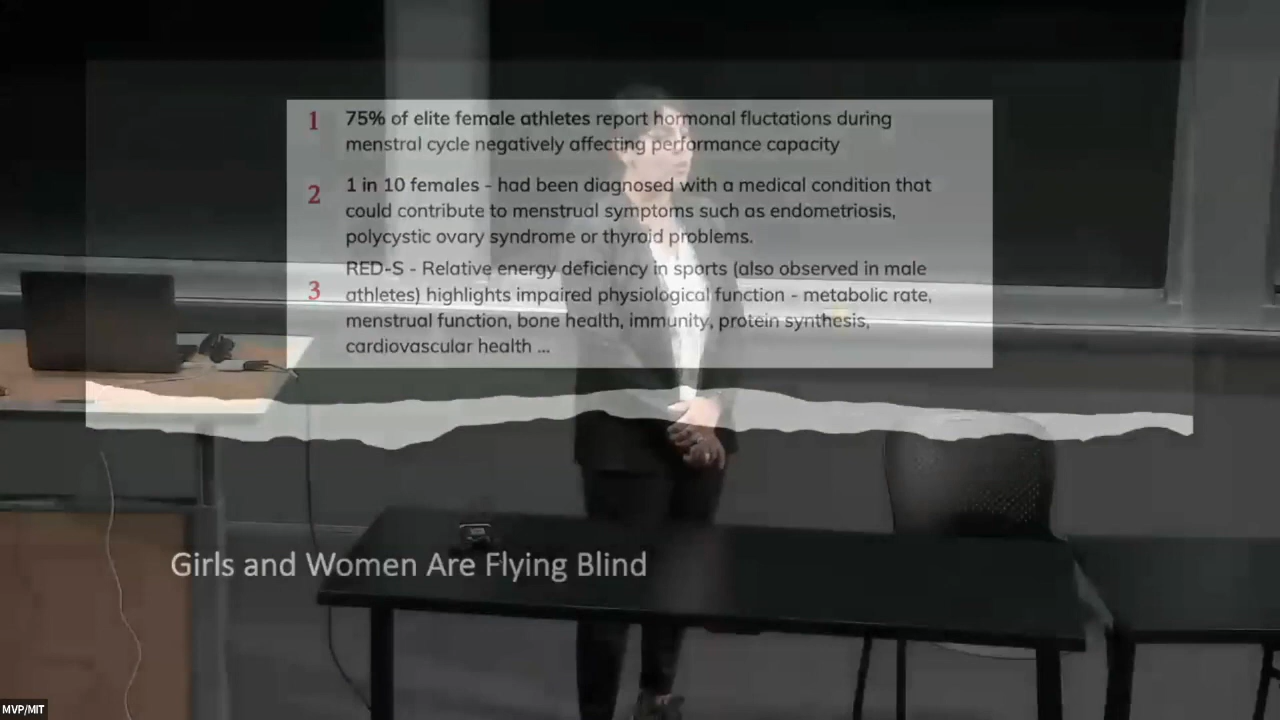 1 75% of elite female athletes report hormonal fluctations during
menstral cycle negatively affecting performance capacity
2 1 in 10 females - had been diagnosed with a medical condition that
could contribute to menstrual symptoms such as endometriosis,
polycystic ovary syndrome or thyroid problems.
RED-S - Relative energy deficiency in sports (also observed in male
3 athletes) highlights impaired physiological function - metabolic rate,
menstrual function, bone health, immunity, protein synthesis,
cardiovascular health ...
Girls and Women Are Flying Blind
MVP/MIT